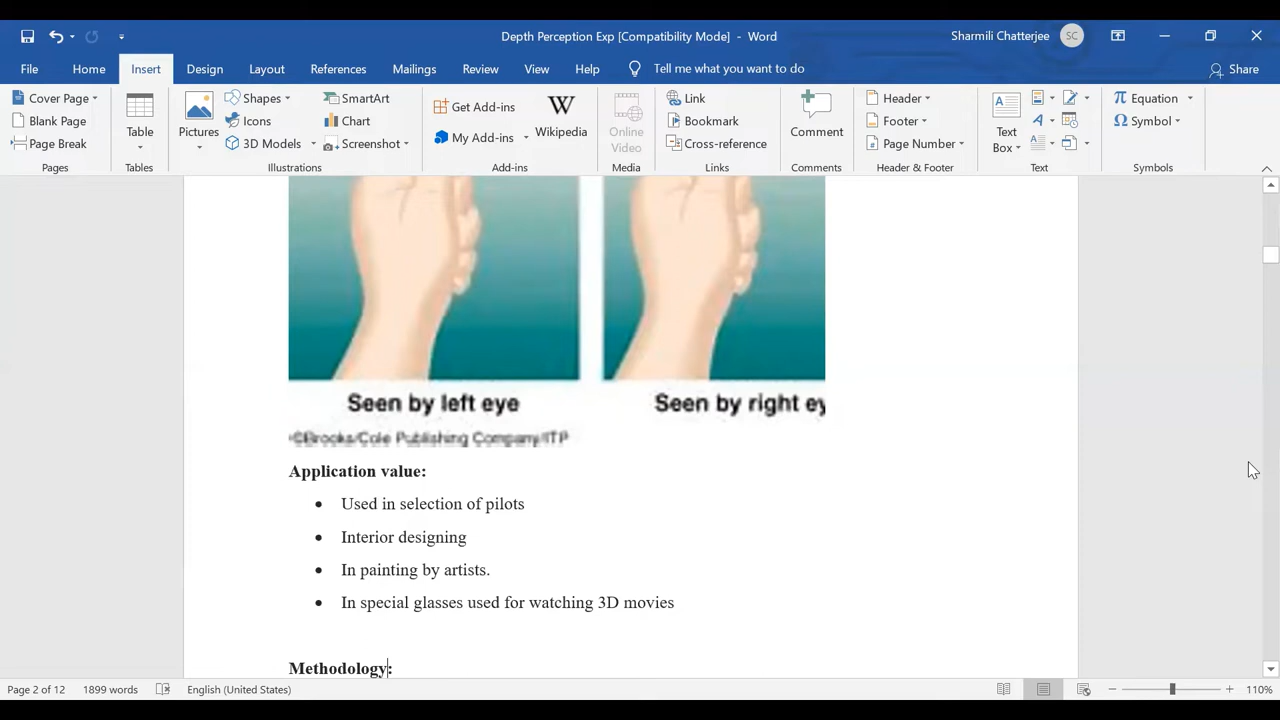 Depth Perception Exp [Compatibility Mode] - Word
Sharmili Chatterjee SC
File Home Insert Design Layout References Mailings Review View Help Tell me what you want to do Share
Cover Page
Blank Page
Page Break
Pages
Table
Tables
Pictures
Shapes
Icons
3D Models
SmartArt
Chart
Screenshot
Illustrations
Get Add-ins
My Add-ins
W
Wikipedia
Add-ins
Online
Video
Media
Link
Bookmark
Cross-reference
Links
Comment
Comments
Header
Footer
Page Number
Header & Footer
Text
Box
Text
Equation
Symbol
Symbols
Seen by left eye
Seen by right ey
©Brooks/Cole Publishing Company/ITP
Application value:
• Used in selection of pilots
• Interior designing
• In painting by artists.
• In special glasses used for watching 3D movies
Methodology:
Page 2 of 12 1899 words English (United States) 110%